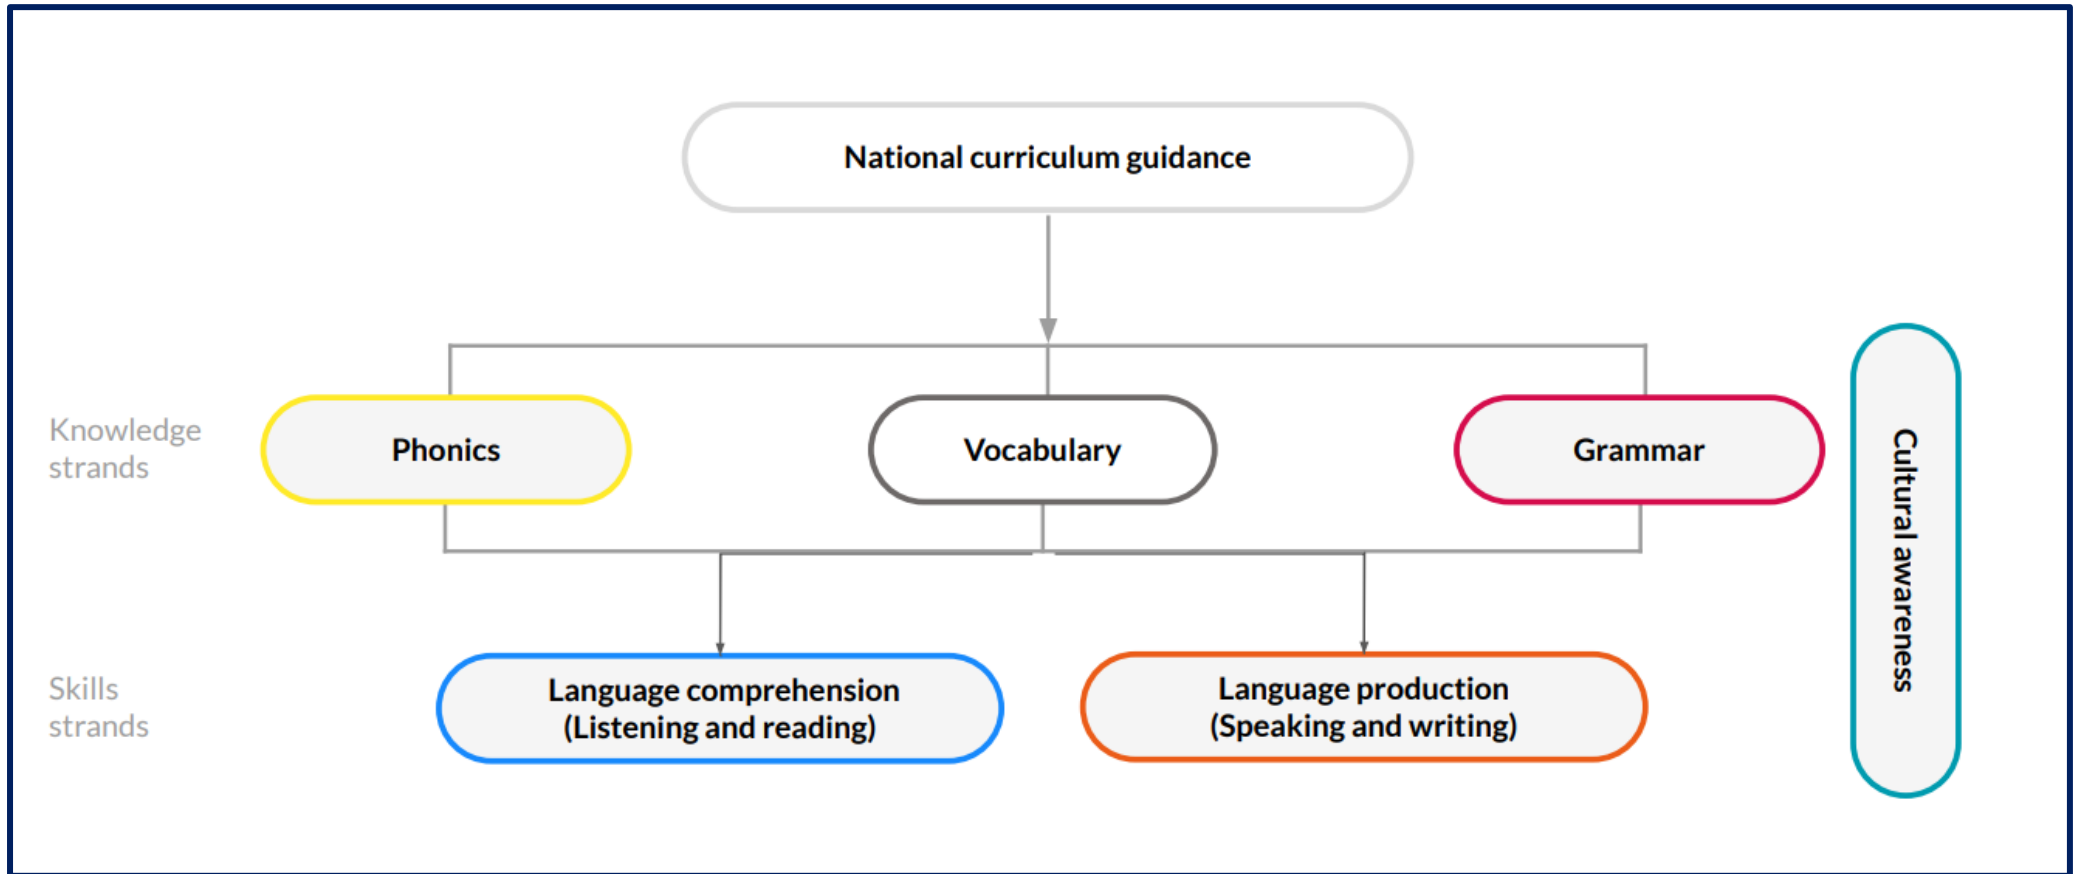 National curriculum guidance
Knowledge
strands
Phonics
Vocabulary
Grammar
Cultural awareness
Skills
strands
Language comprehension
(Listening and reading)
Language production
(Speaking and writing)